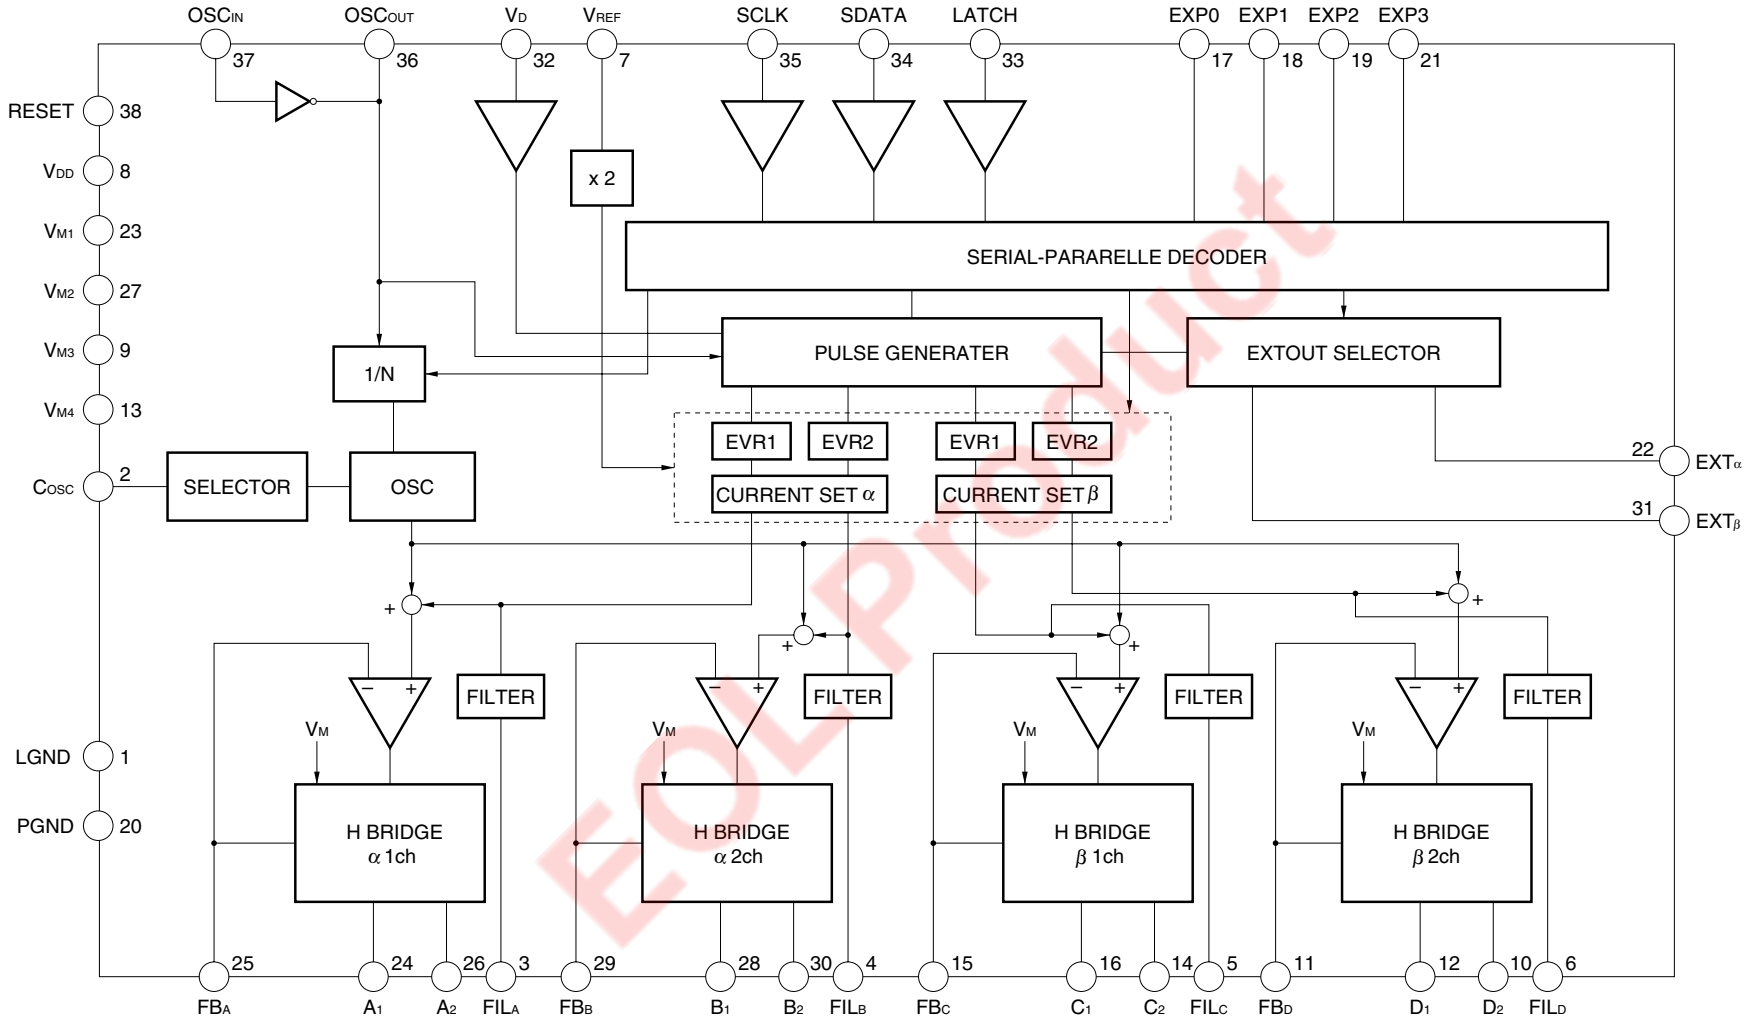 OSCIN OSCOUT VD VREF SCLK SDATA LATCH EXP0 EXP1 EXP2 EXP3
37 36 32 7 35 34 33 17 18 19 21
RESET 38
VDD 8
x 2
VM1 23
SERIAL-PARARELLE DECODER
VM2 27
VM3 9
PULSE GENERATER
EXTOUT SELECTOR
1/N
VM4 13
EVR1 EVR2 EVR1 EVR2
22 EXTα
COSC 2
SELECTOR
OSC
CURRENT SET α
CURRENT SET β
31 EXTβ
+ + + +
− + − + − + − +
FILTER FILTER FILTER FILTER
VM VM VM VM
LGND 1
PGND 20
H BRIDGE
α 1ch
H BRIDGE
α 2ch
H BRIDGE
β 1ch
H BRIDGE
β 2ch
25 24 26 3 29 28 30 4 15 16 14 5 11 12 10 6
FBA A1 A2 FILA FBB B1 B2 FILB FBC C1 C2 FILC FBD D1 D2 FILD
EOL Product